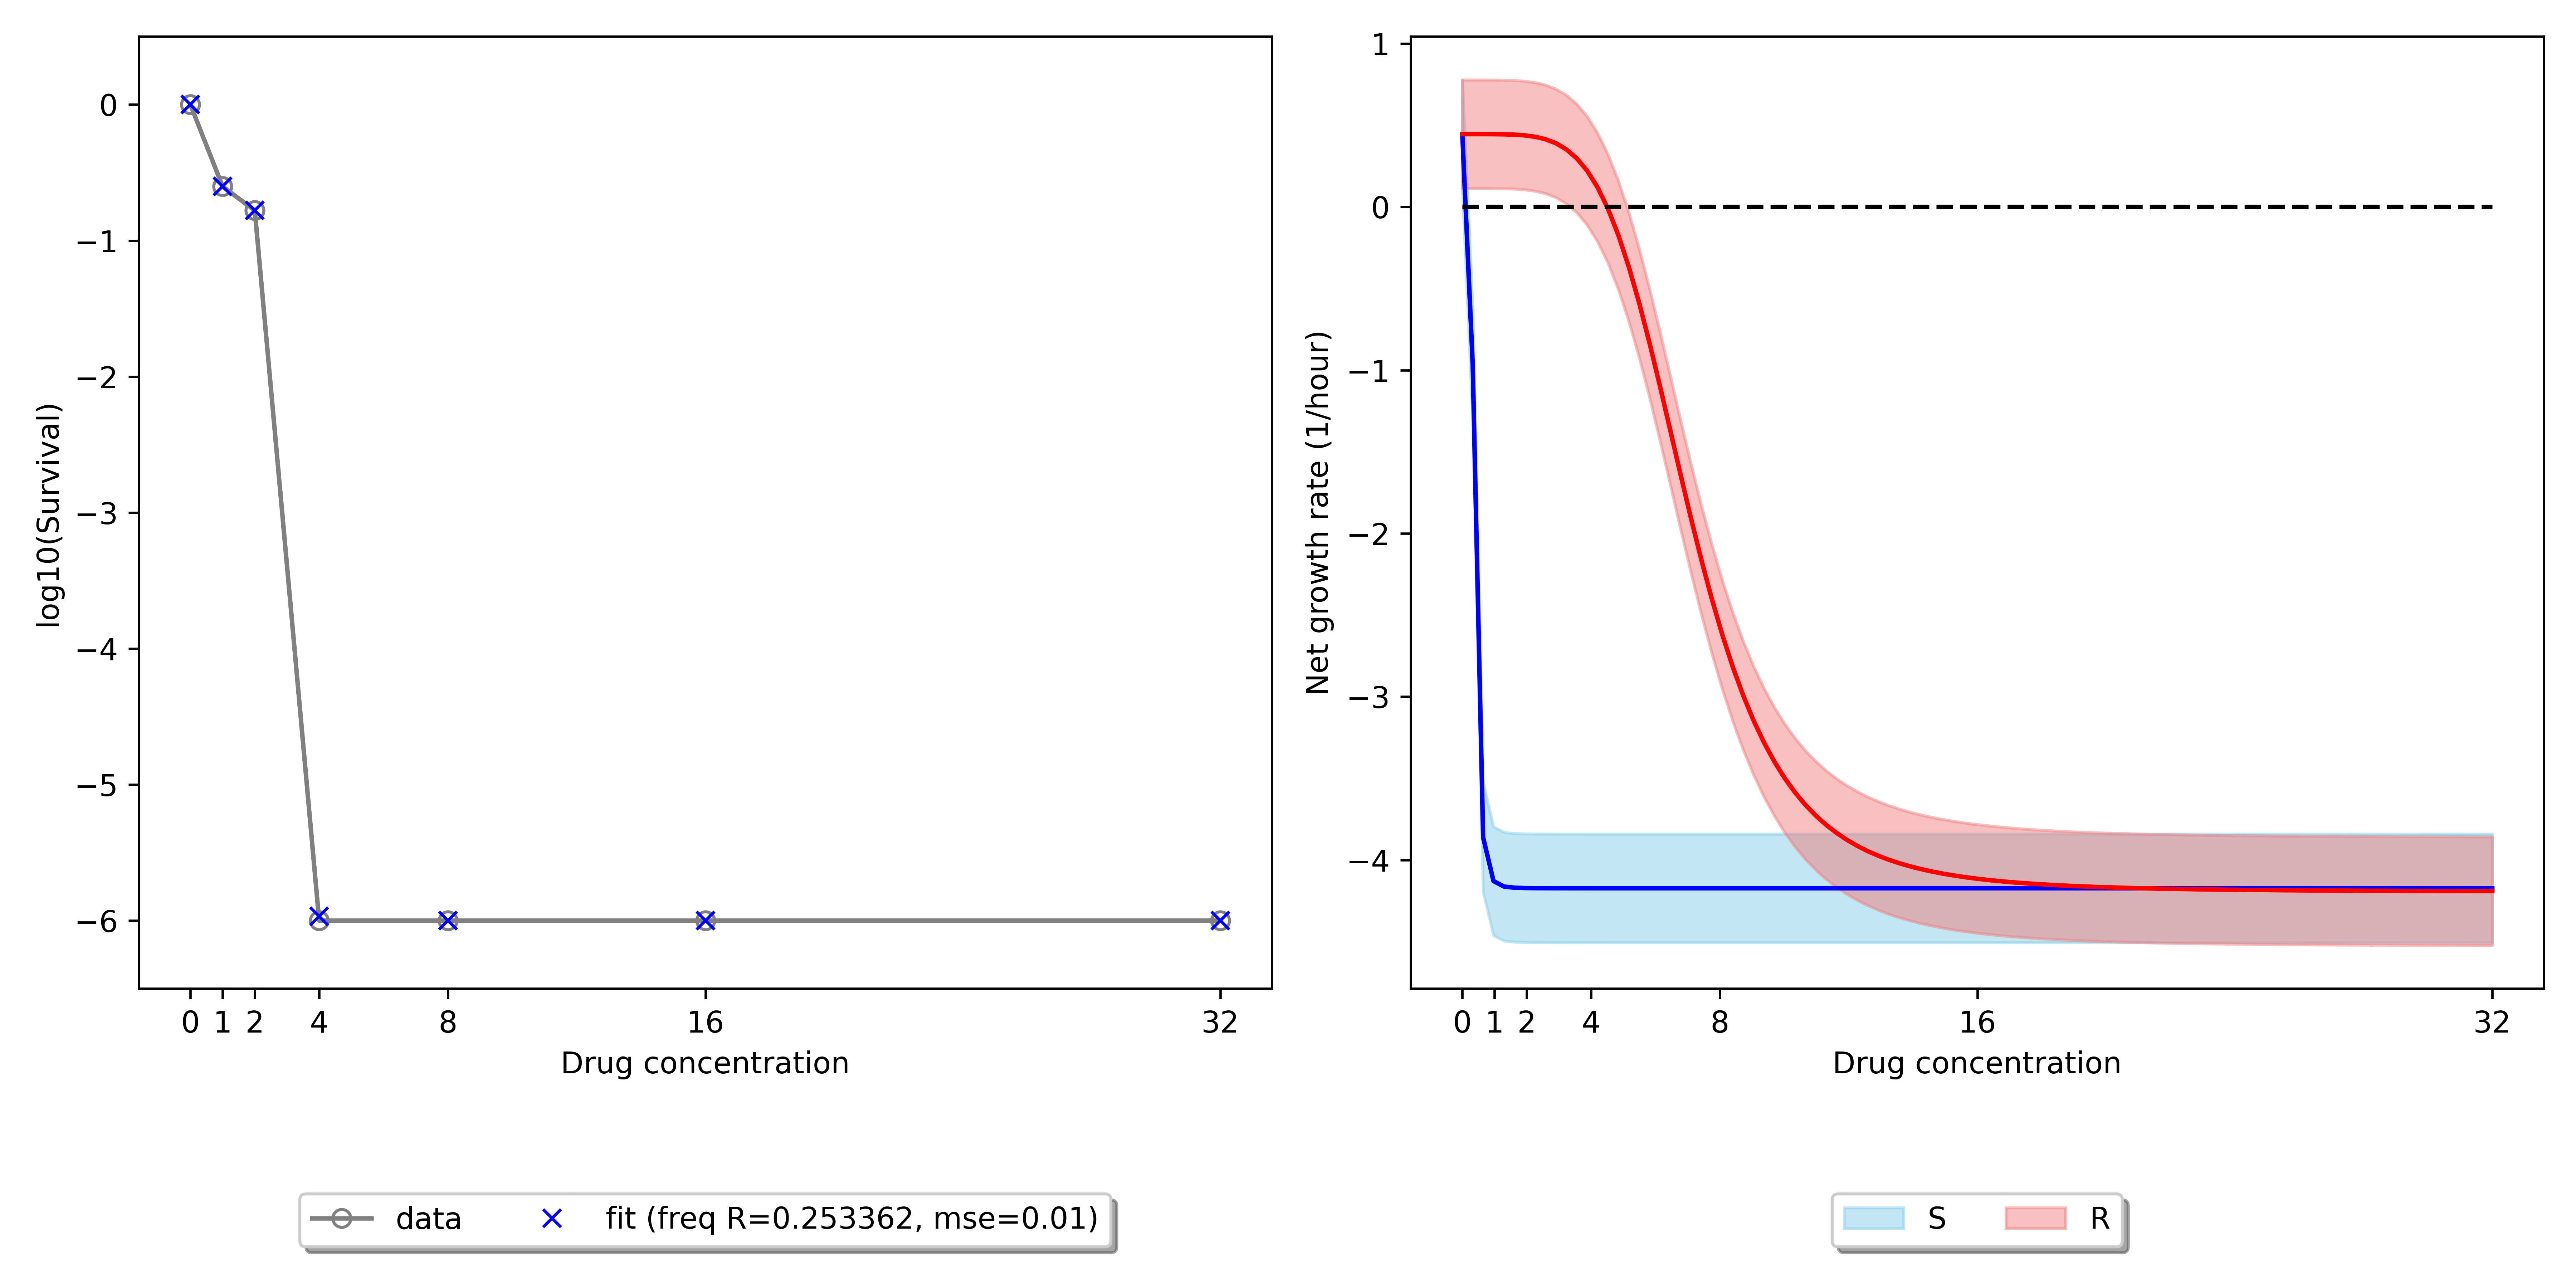 log10(Survival)
0
−1
−2
−3
−4
−5
−6
0 1 2 4 8 16 32
Drug concentration
data fit (freq R=0.253362, mse=0.01)
Net growth rate (1/hour)
1
0
−1
−2
−3
−4
0 1 2 4 8 16 32
Drug concentration
S R